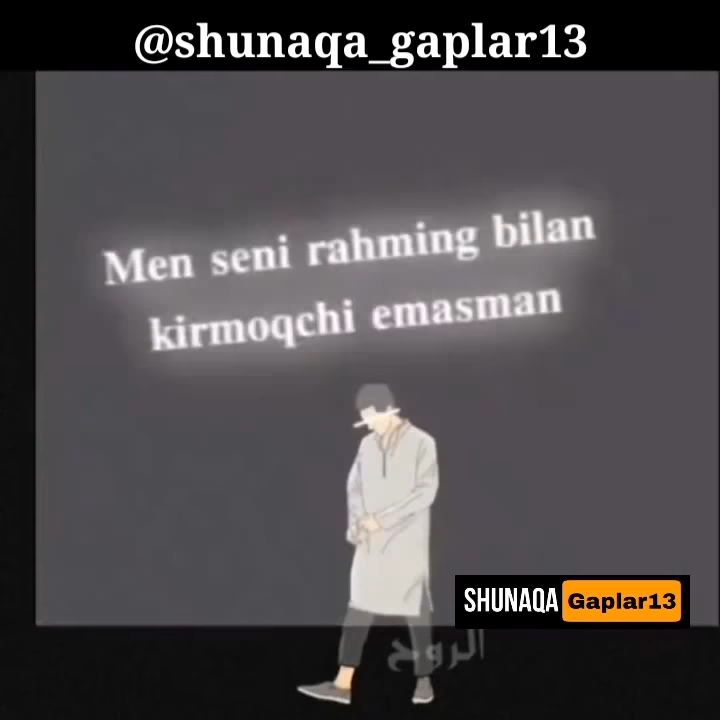 @shunaqa_gaplar13
Men seni rahming bilan
kirmoqchi emasman
SHUNAQA Gaplar13
الروح